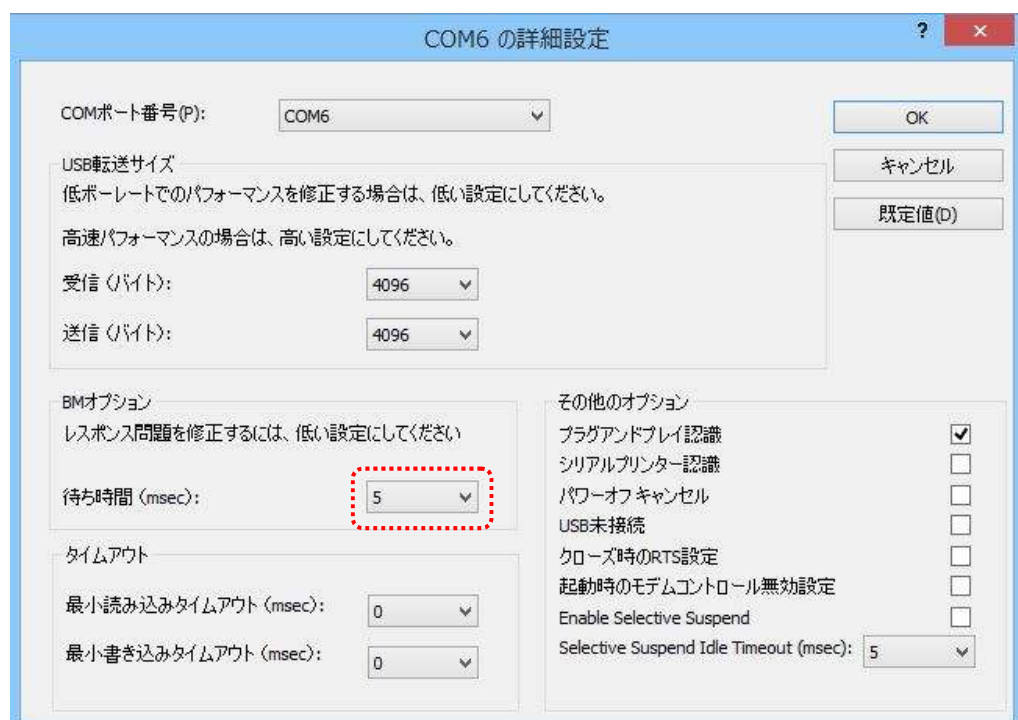 COM6 の詳細設定
? ×
COMポート番号(P): COM6
OK
キャンセル
既定値(D)
USB転送サイズ
低ボーレートでのパフォーマンスを修正する場合は、低い設定にしてください。
高速パフォーマンスの場合は、高い設定にしてください。
受信 (バイト): 4096
送信 (バイト): 4096
BMオプション
レスポンス問題を修正するには、低い設定にしてください
待ち時間 (msec): 5
タイムアウト
最小読み込みタイムアウト (msec): 0
最小書き込みタイムアウト (msec): 0
その他のオプション
プラグアンドプレイ認識
シリアルプリンター認識
パワーオフ キャンセル
USB未接続
クローズ時のRTS設定
起動時のモデムコントロール無効設定
Enable Selective Suspend
Selective Suspend Idle Timeout (msec): 5